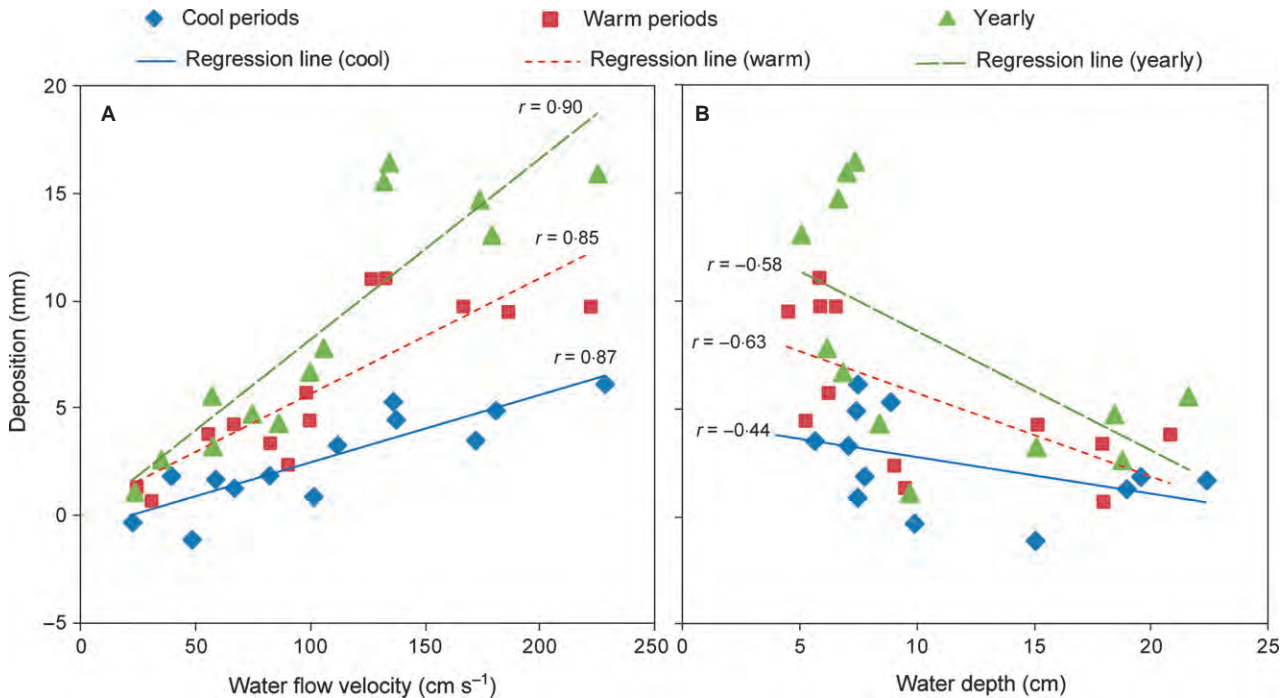 Cool periods Warm periods Yearly
Regression line (cool) Regression line (warm) Regression line (yearly)
A
B
r = 0·90
r = 0·85
r = 0·87
r = −0·58
r = −0·63
r = −0·44
Deposition (mm)
20
15
10
5
0
−5
0 50 100 150 200 250
0 5 10 15 20 25
Water flow velocity (cm s⁻¹)
Water depth (cm)